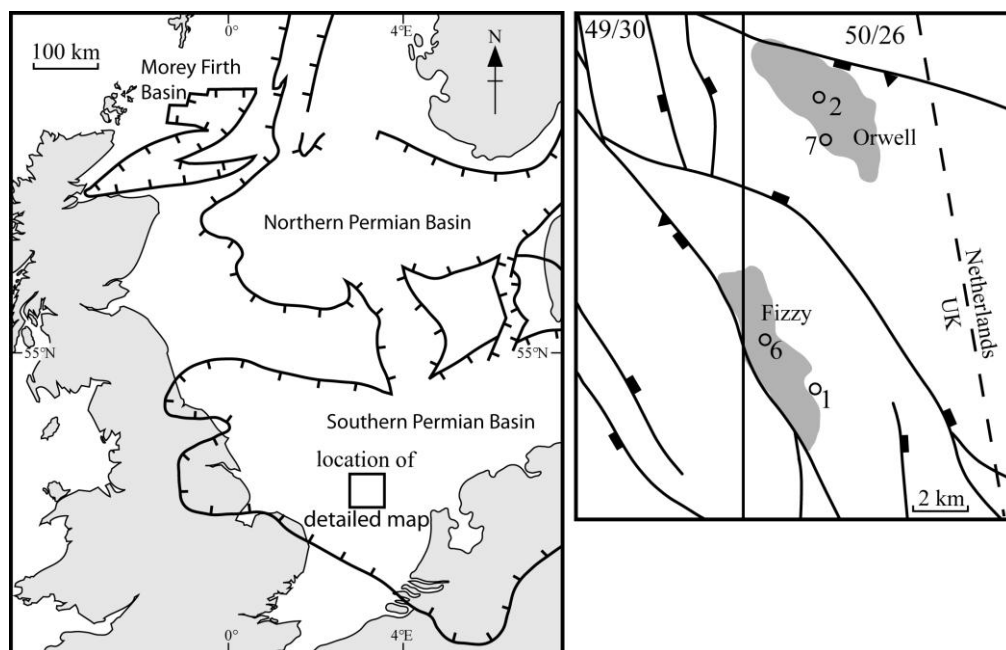 0°
4°E
100 km
N
Morey Firth
Basin
Northern Permian Basin
55°N
55°N
Southern Permian Basin
location of
detailed map
0°
4°E
49/30
50/26
2
7
Orwell
Netherlands
UK
Fizzy
6
1
2 km